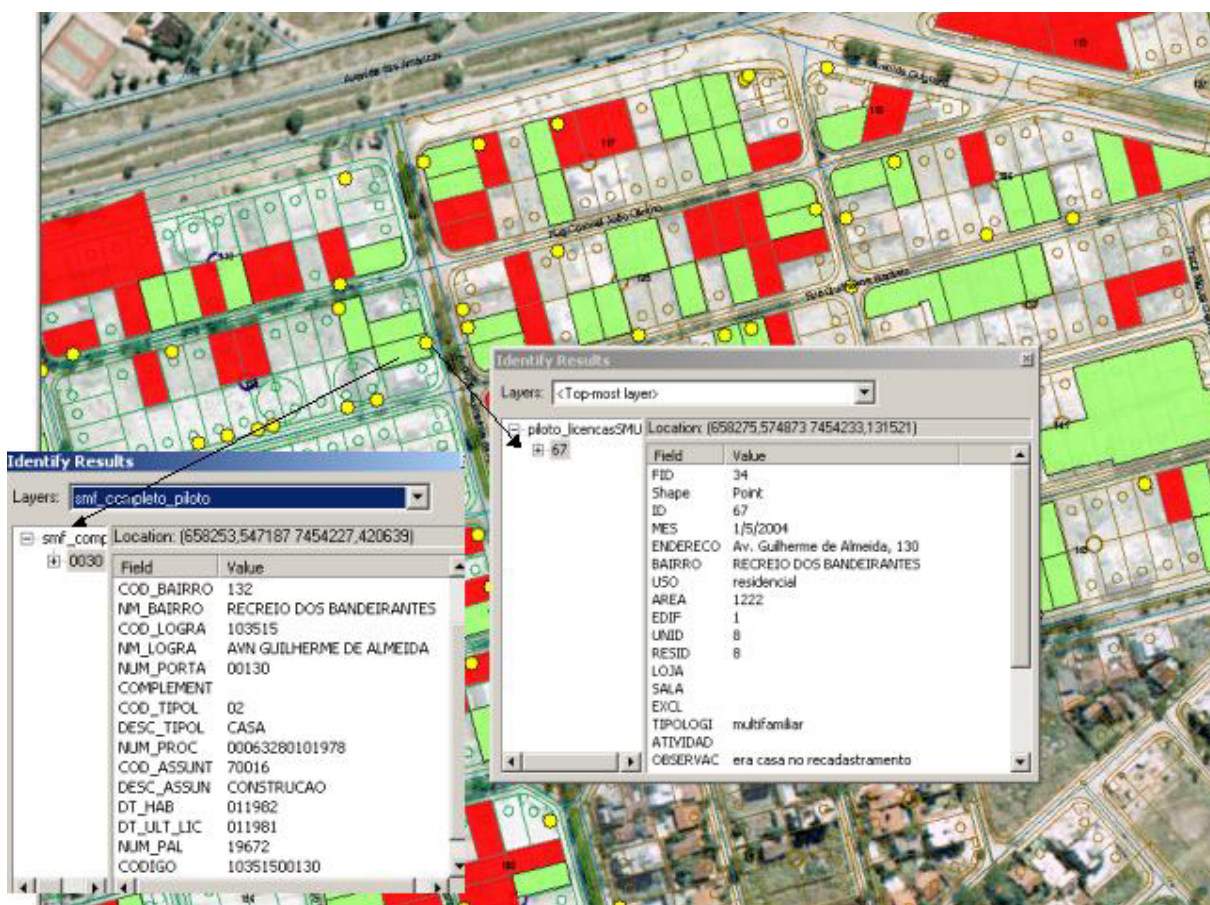 Avenida das Américas
Identify Results
Layers: <Top-most layer>
piloto_licencasSMU
67
Location: (658275,574873 7454233,131521)
Field Value
FID 34
Shape Point
ID 67
MES 1/5/2004
ENDERECO Av. Guilherme de Almeida, 130
BAIRRO RECREIO DOS BANDEIRANTES
USO residencial
AREA 1222
EDIF 1
UNID 8
RESID 8
LOJA
SALA
EXCL
TIPOLOGI multifamiliar
ATIVIDAD
OBSERVAC era casa no recadastramento
Identify Results
Layers: smf_completo_piloto
smf_comp
0030
Location: (658253,547187 7454227,420639)
Field Value
COD_BAIRRO 132
NM_BAIRRO RECREIO DOS BANDEIRANTES
COD_LOGRA 103515
NM_LOGRA AVN GUILHERME DE ALMEIDA
NUM_PORTA 00130
COMPLEMENT
COD_TIPOL 02
DESC_TIPOL CASA
NUM_PROC 00063280101978
COD_ASSUNT 70016
DESC_ASSUN CONSTRUCAO
DT_HAB 011982
DT_ULT_LIC 011981
NUM_PAL 19672
CODIGO 10351500130